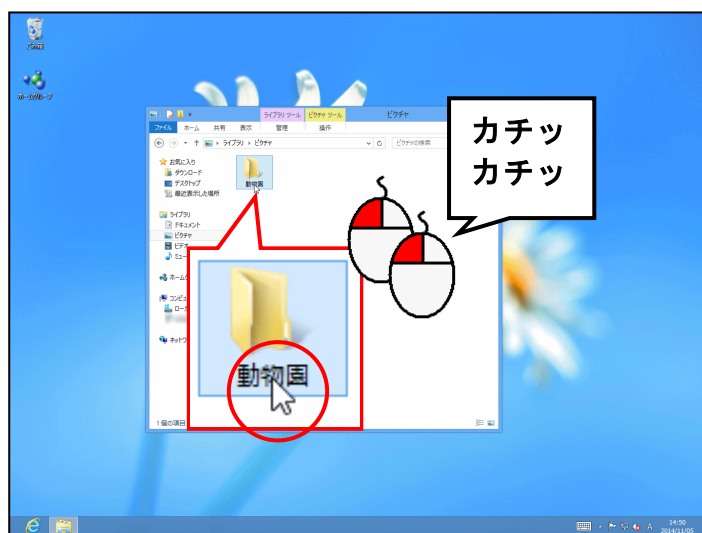 ごみ箱
ホームグループ
ライブラリ ツール
ピクチャ ツール
ピクチャ
ファイル
ホーム
共有
表示
管理
操作
ライブラリ
ピクチャ
ピクチャの検索
お気に入り
ダウンロード
デスクトップ
最近表示した場所
ライブラリ
ドキュメント
ピクチャ
ビデオ
動物園
動物園
カチッ
カチッ
1 個の項目
A
14:50
2014/11/05